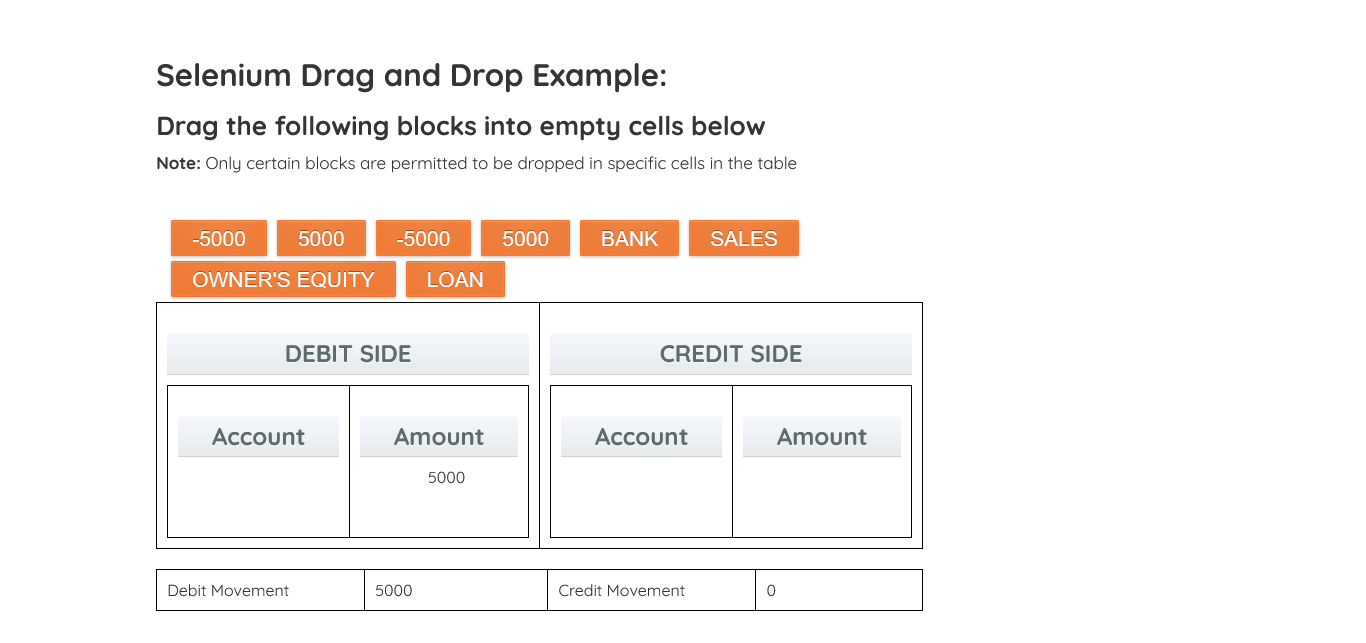 Selenium Drag and Drop Example:
Drag the following blocks into empty cells below
Note: Only certain blocks are permitted to be dropped in specific cells in the table
-5000 5000 -5000 5000 BANK SALES
OWNER'S EQUITY LOAN
DEBIT SIDE CREDIT SIDE
Account Amount Account Amount
5000
Debit Movement 5000 Credit Movement 0